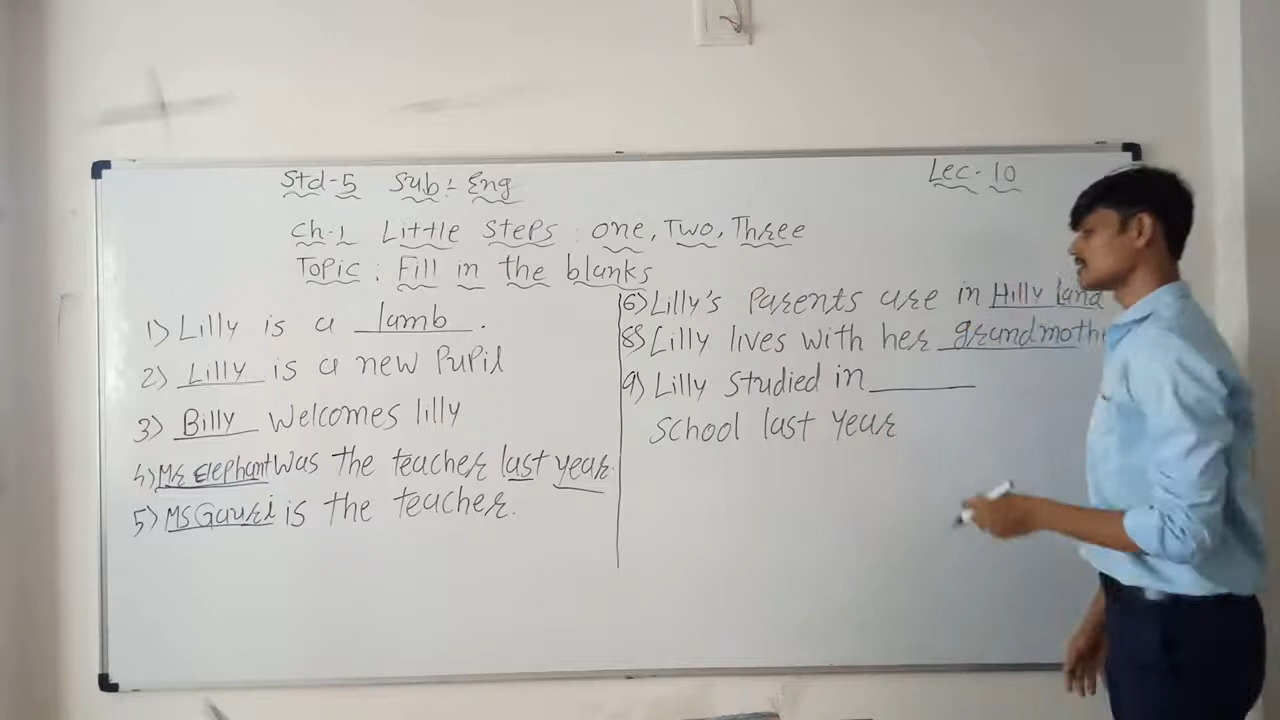 Std-5 Sub:- Eng
Lec-10
Ch-1 Little Steps : one, Two, Three
Topic : Fill in the blanks
1) Lilly is a lamb.
2) Lilly is a new Pupil
3) Billy Welcomes lilly
4) Mr Elephant Was the teacher last year.
5) MS Gauri is the teacher.
6) Lilly's Parents are in Hilly land
8) Lilly lives with her grandmoth
9) Lilly Studied in ______
School last year